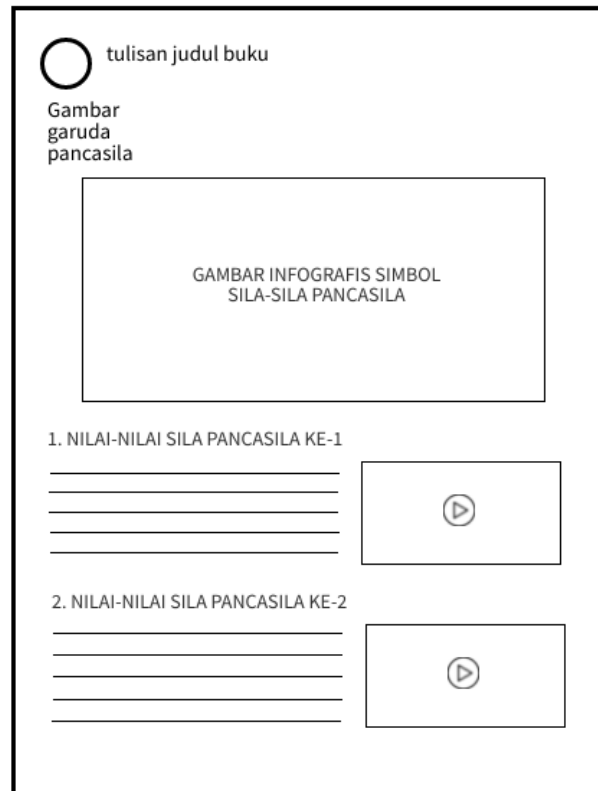 tulisan judul buku
Gambar
garuda
pancasila
GAMBAR INFOGRAFIS SIMBOL
SILA-SILA PANCASILA
1. NILAI-NILAI SILA PANCASILA KE-1
2. NILAI-NILAI SILA PANCASILA KE-2